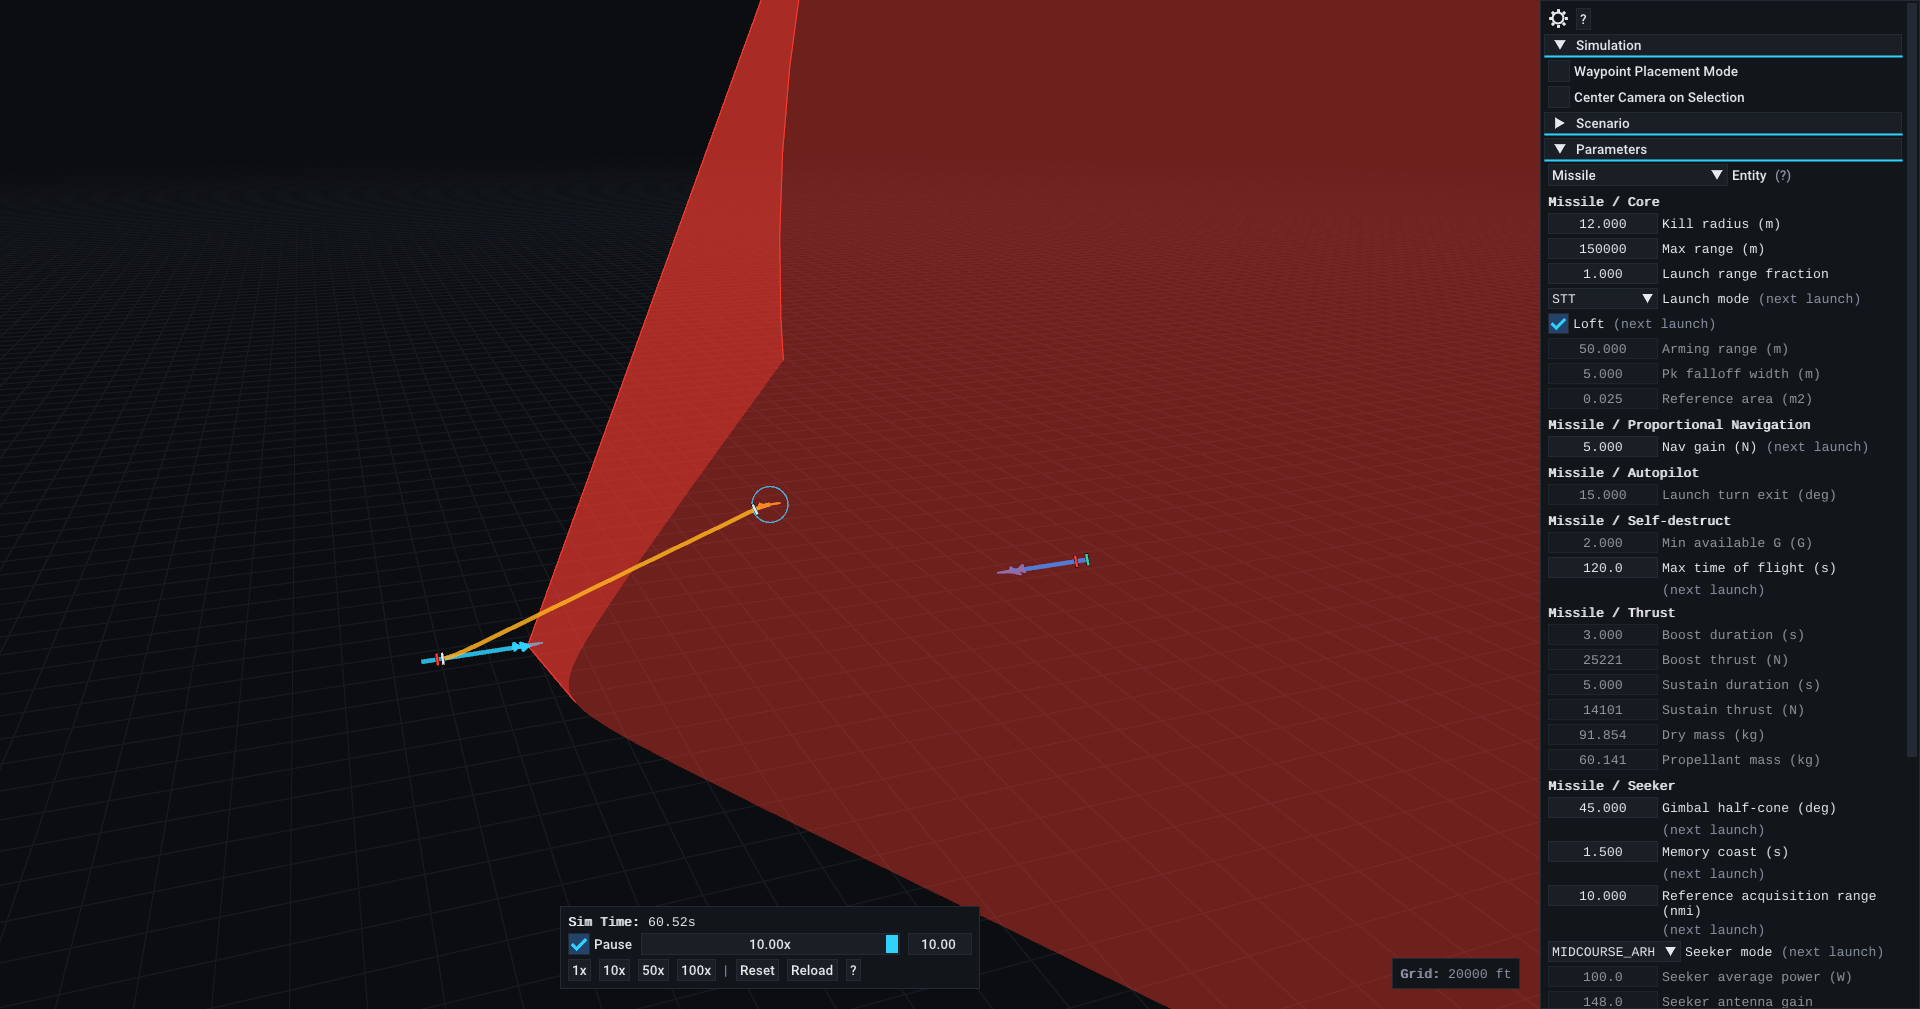 ?
Simulation
Waypoint Placement Mode
Center Camera on Selection
Scenario
Parameters
Missile Entity (?)
Missile / Core
12.000 Kill radius (m)
150000 Max range (m)
1.000 Launch range fraction
STT Launch mode (next launch)
Loft (next launch)
50.000 Arming range (m)
5.000 Pk falloff width (m)
0.025 Reference area (m2)
Missile / Proportional Navigation
5.000 Nav gain (N) (next launch)
Missile / Autopilot
15.000 Launch turn exit (deg)
Missile / Self-destruct
2.000 Min available G (G)
120.0 Max time of flight (s)
(next launch)
Missile / Thrust
3.000 Boost duration (s)
25221 Boost thrust (N)
5.000 Sustain duration (s)
14101 Sustain thrust (N)
91.854 Dry mass (kg)
60.141 Propellant mass (kg)
Missile / Seeker
45.000 Gimbal half-cone (deg)
(next launch)
1.500 Memory coast (s)
(next launch)
10.000 Reference acquisition range
(nmi)
(next launch)
MIDCOURSE_ARH Seeker mode (next launch)
100.0 Seeker average power (W)
148.0 Seeker antenna gain
Sim Time: 60.52s
Pause 10.00x 10.00
1x 10x 50x 100x | Reset Reload ?
Grid: 20000 ft